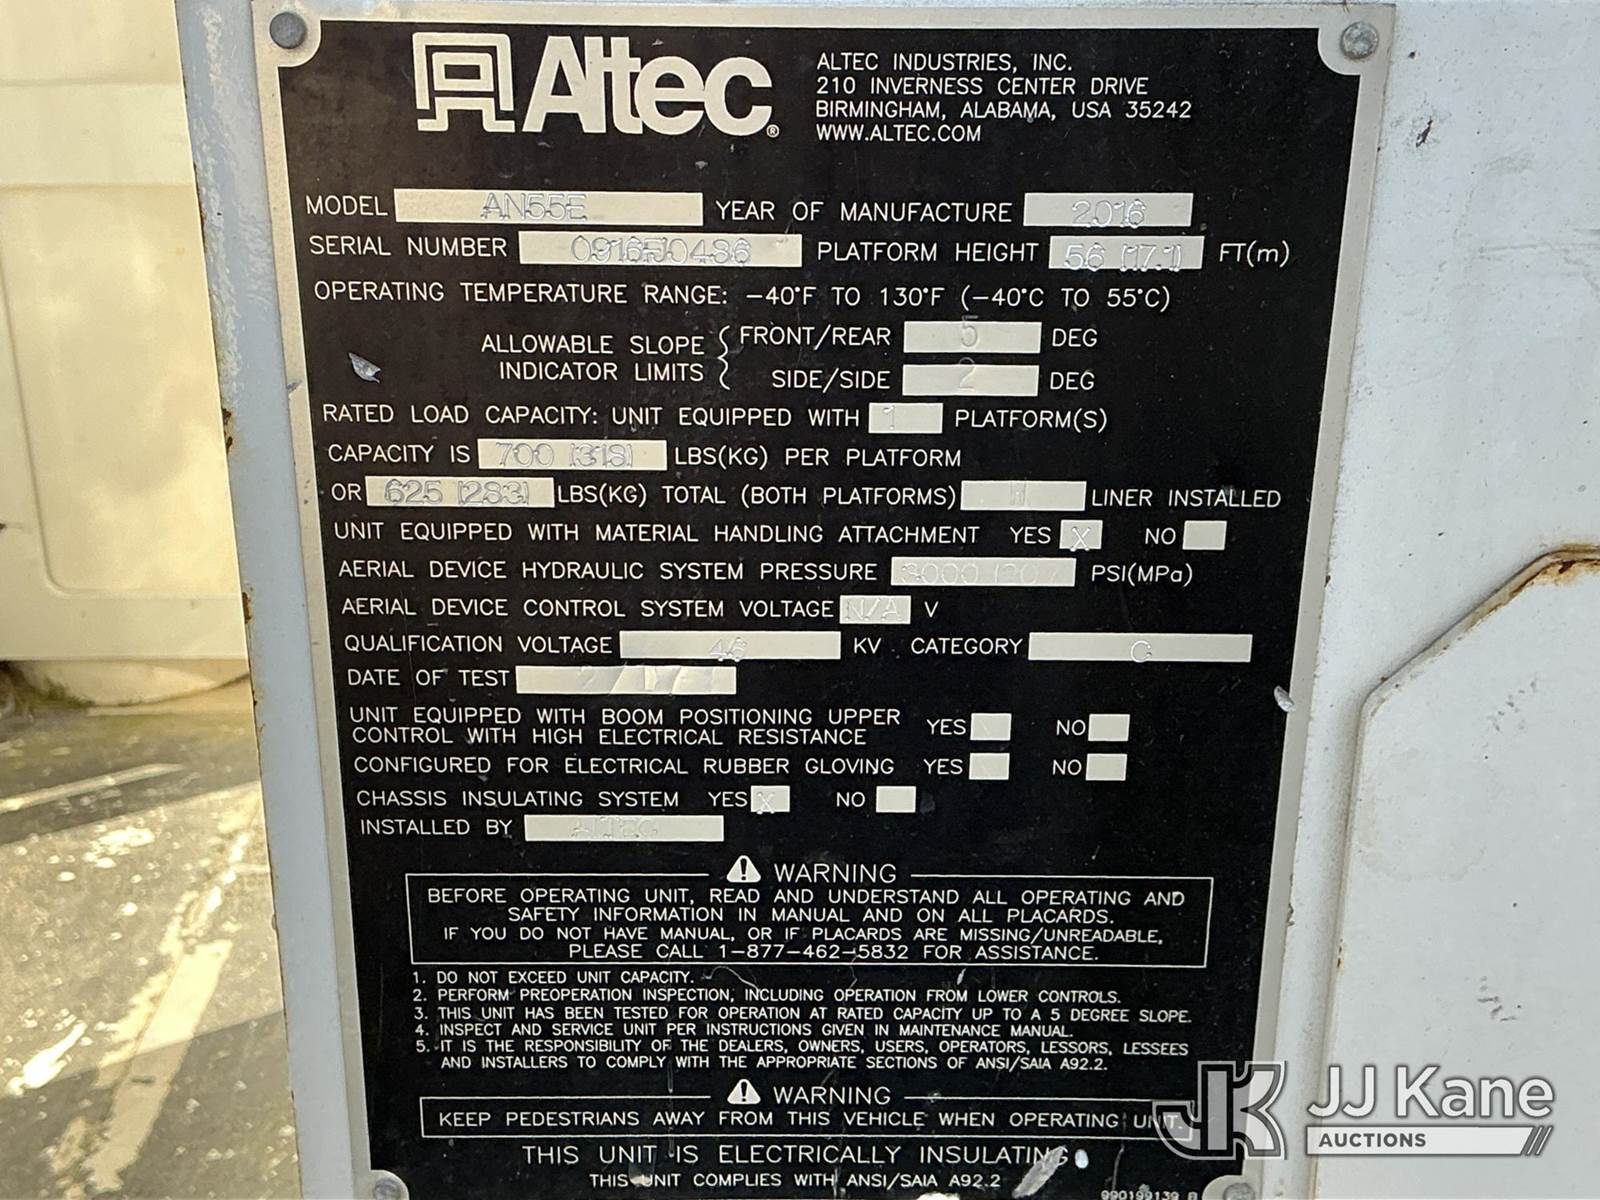 Altec®
ALTEC INDUSTRIES, INC.
210 INVERNESS CENTER DRIVE
BIRMINGHAM, ALABAMA, USA 35242
WWW.ALTEC.COM
MODEL AN55E YEAR OF MANUFACTURE 2016
SERIAL NUMBER 0916FJ0486 PLATFORM HEIGHT 56 (17.1) FT(m)
OPERATING TEMPERATURE RANGE: -40°F TO 130°F (-40°C TO 55°C)
ALLOWABLE SLOPE INDICATOR LIMITS { FRONT/REAR 5 DEG
SIDE/SIDE 2 DEG
RATED LOAD CAPACITY: UNIT EQUIPPED WITH 1 PLATFORM(S)
CAPACITY IS 700 (318) LBS(KG) PER PLATFORM
OR 625 (283) LBS(KG) TOTAL (BOTH PLATFORMS) LINER INSTALLED
UNIT EQUIPPED WITH MATERIAL HANDLING ATTACHMENT YES X NO
AERIAL DEVICE HYDRAULIC SYSTEM PRESSURE 3000 PSI(MPa)
AERIAL DEVICE CONTROL SYSTEM VOLTAGE N/A V
QUALIFICATION VOLTAGE 46 KV CATEGORY C
DATE OF TEST
UNIT EQUIPPED WITH BOOM POSITIONING UPPER
CONTROL WITH HIGH ELECTRICAL RESISTANCE YES NO
CONFIGURED FOR ELECTRICAL RUBBER GLOVING YES NO
CHASSIS INSULATING SYSTEM YES X NO
INSTALLED BY ALTEC
WARNING
BEFORE OPERATING UNIT, READ AND UNDERSTAND ALL OPERATING AND
SAFETY INFORMATION IN MANUAL AND ON ALL PLACARDS.
IF YOU DO NOT HAVE MANUAL, OR IF PLACARDS ARE MISSING/UNREADABLE,
PLEASE CALL 1-877-462-5832 FOR ASSISTANCE.
1. DO NOT EXCEED UNIT CAPACITY.
2. PERFORM PREOPERATION INSPECTION, INCLUDING OPERATION FROM LOWER CONTROLS.
3. THIS UNIT HAS BEEN TESTED FOR OPERATION AT RATED CAPACITY UP TO A 5 DEGREE SLOPE.
4. INSPECT AND SERVICE UNIT PER INSTRUCTIONS GIVEN IN MAINTENANCE MANUAL.
5. IT IS THE RESPONSIBILITY OF THE DEALERS, OWNERS, USERS, OPERATORS, LESSORS, LESSEES
AND INSTALLERS TO COMPLY WITH THE APPROPRIATE SECTIONS OF ANSI/SAIA A92.2.
WARNING
KEEP PEDESTRIANS AWAY FROM THIS VEHICLE WHEN OPERATING UNIT.
THIS UNIT IS ELECTRICALLY INSULATING
THIS UNIT COMPLIES WITH ANSI/SAIA A92.2
990199139 B
JK JJ Kane
AUCTIONS